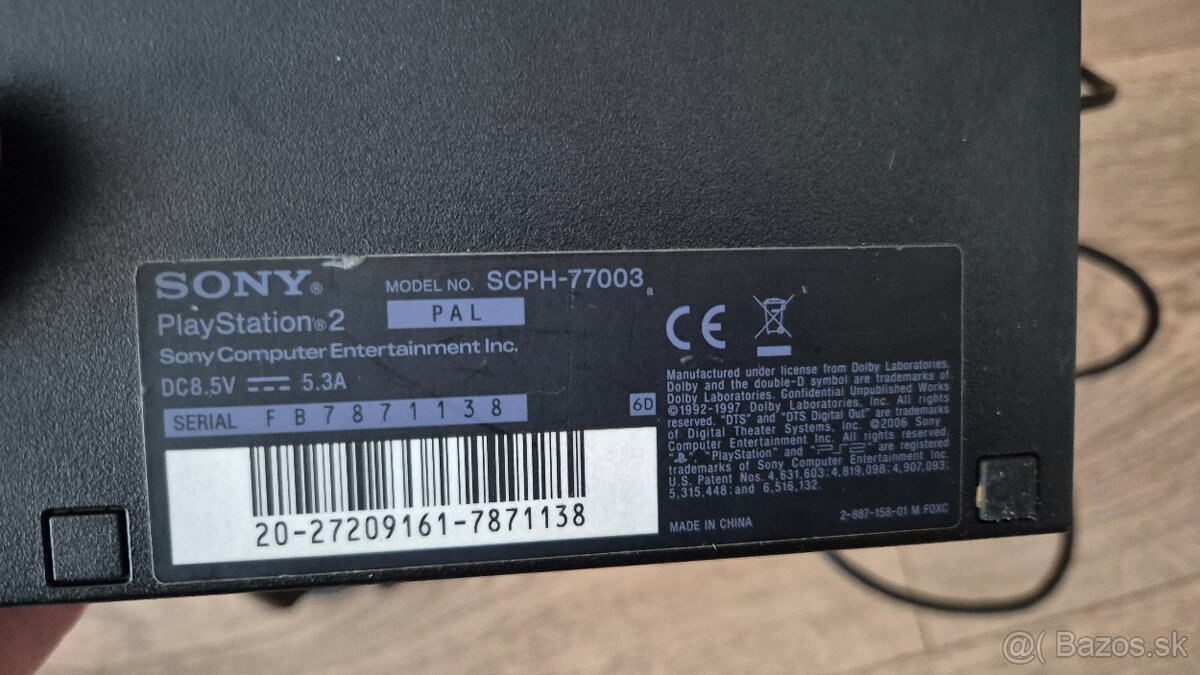 SONY®
MODEL NO. SCPH-77003 a
PlayStation®2
PAL
Sony Computer Entertainment Inc.
DC8.5V 5.3A
SERIAL FB7871138
6D
20-27209161-7871138
CE
Manufactured under license from Dolby Laboratories.
Dolby and the double-D symbol are trademarks of
Dolby Laboratories. Confidential Unpublished Works
©1992-1997 Dolby Laboratories, Inc. All rights
reserved. "DTS" and "DTS Digital Out" are trademarks
of Digital Theater Systems, Inc. ©2006 Sony
Computer Entertainment Inc. All rights reserved.
" ", "PlayStation" and "PS2" are registered
trademarks of Sony Computer Entertainment Inc.
U.S. Patent Nos. 4,631,603; 4,819,098; 4,907,093;
5,315,448; and 6,516,132.
MADE IN CHINA
2-887-158-01 M FOXC
@( Bazos.sk